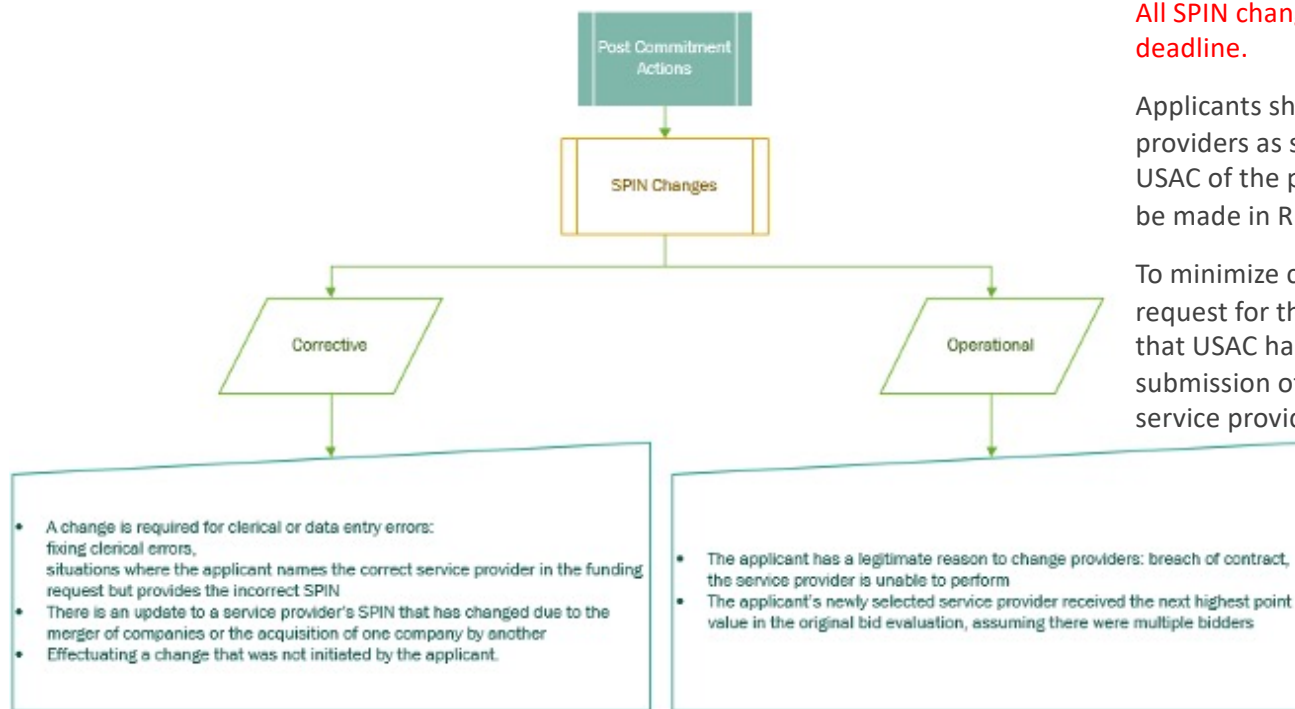 Post Commitment
Actions
SPIN Changes
Corrective
Operational
• A change is required for clerical or data entry errors:
fixing clerical errors,
situations where the applicant names the correct service provider in the funding
request but provides the incorrect SPIN
• There is an update to a service provider's SPIN that has changed due to the
merger of companies or the acquisition of one company by another
• Effectuating a change that was not initiated by the applicant.
• The applicant has a legitimate reason to change providers: breach of contract,
the service provider is unable to perform
• The applicant's newly selected service provider received the next highest point
value in the original bid evaluation, assuming there were multiple bidders
All SPIN chan
deadline.
Applicants sh
providers as s
USAC of the p
be made in R
To minimize c
request for th
that USAC ha
submission of
service provid